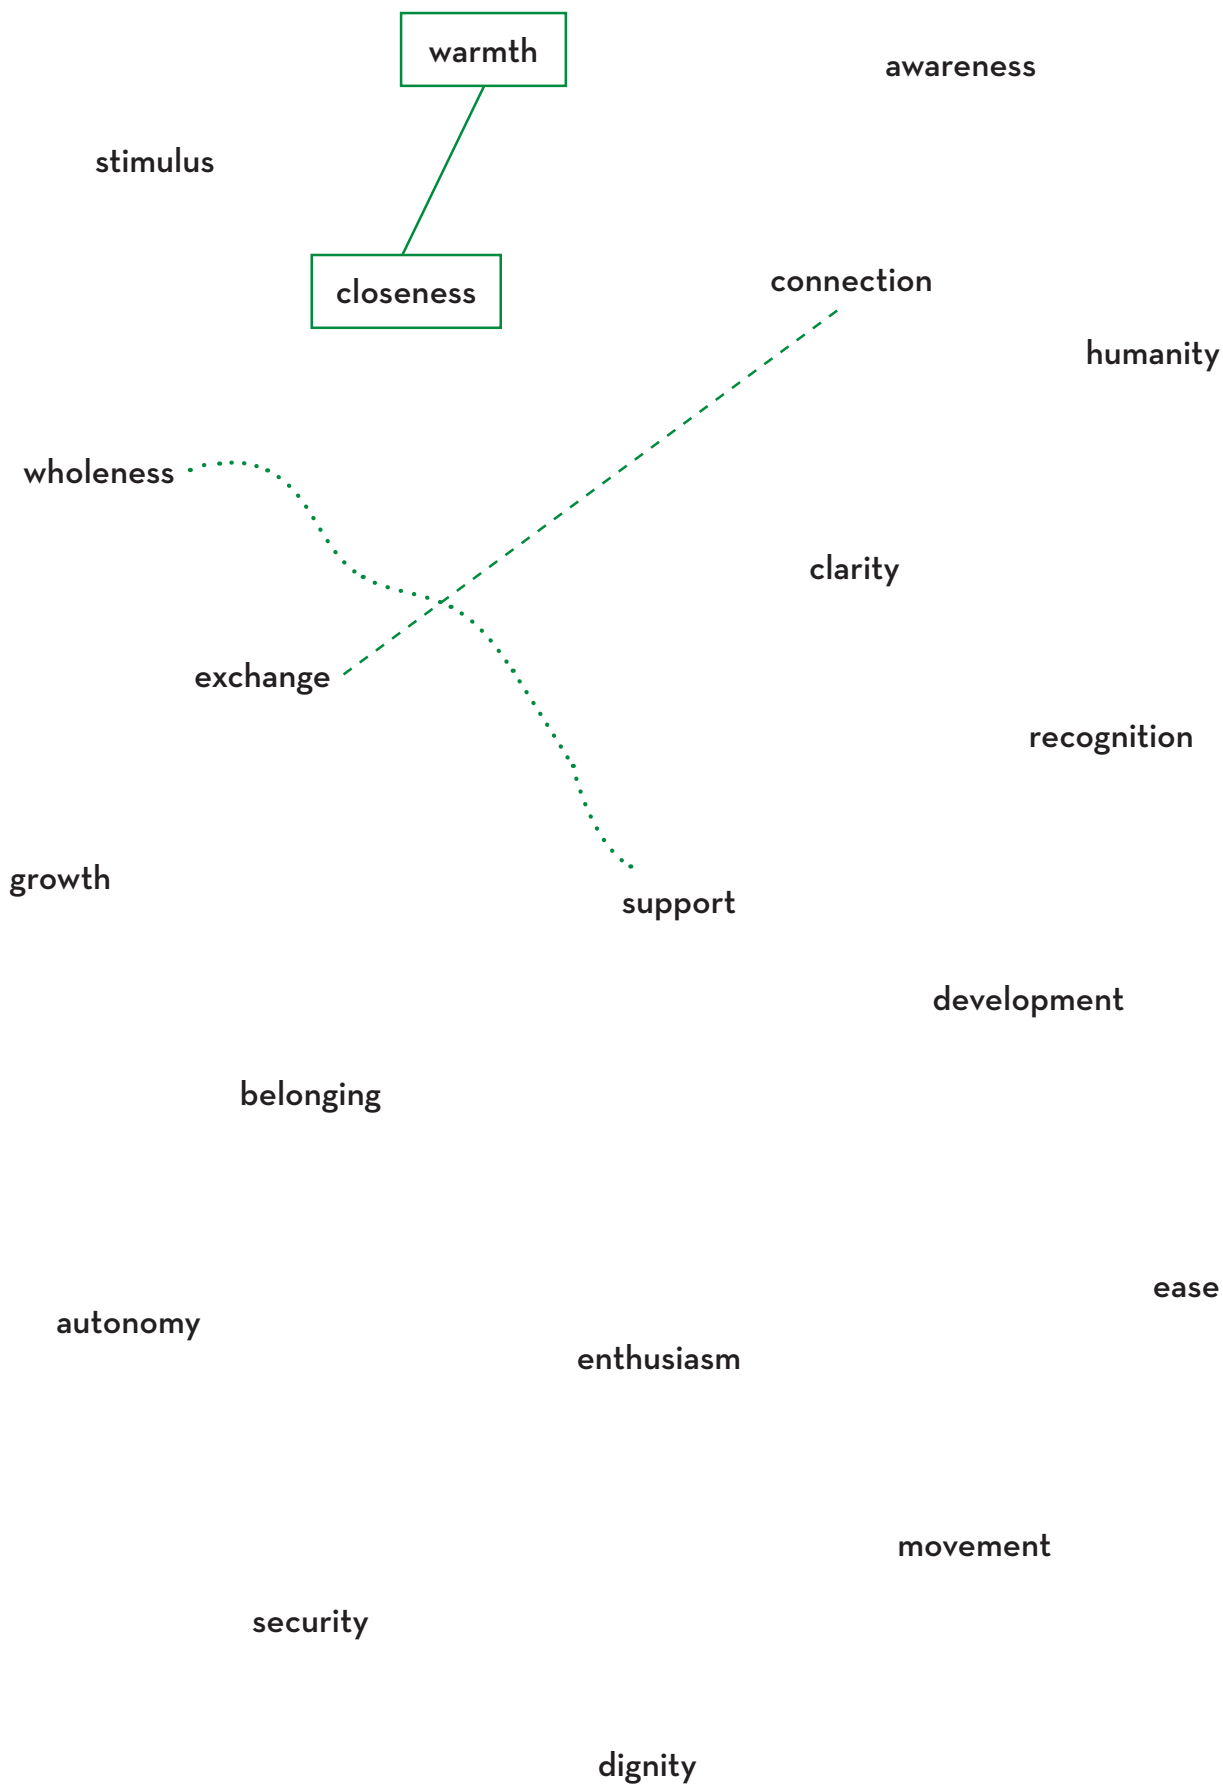 warmth
awareness
stimulus
connection
closeness
humanity
wholeness
clarity
exchange
recognition
growth
support
development
belonging
ease
autonomy
enthusiasm
movement
security
dignity